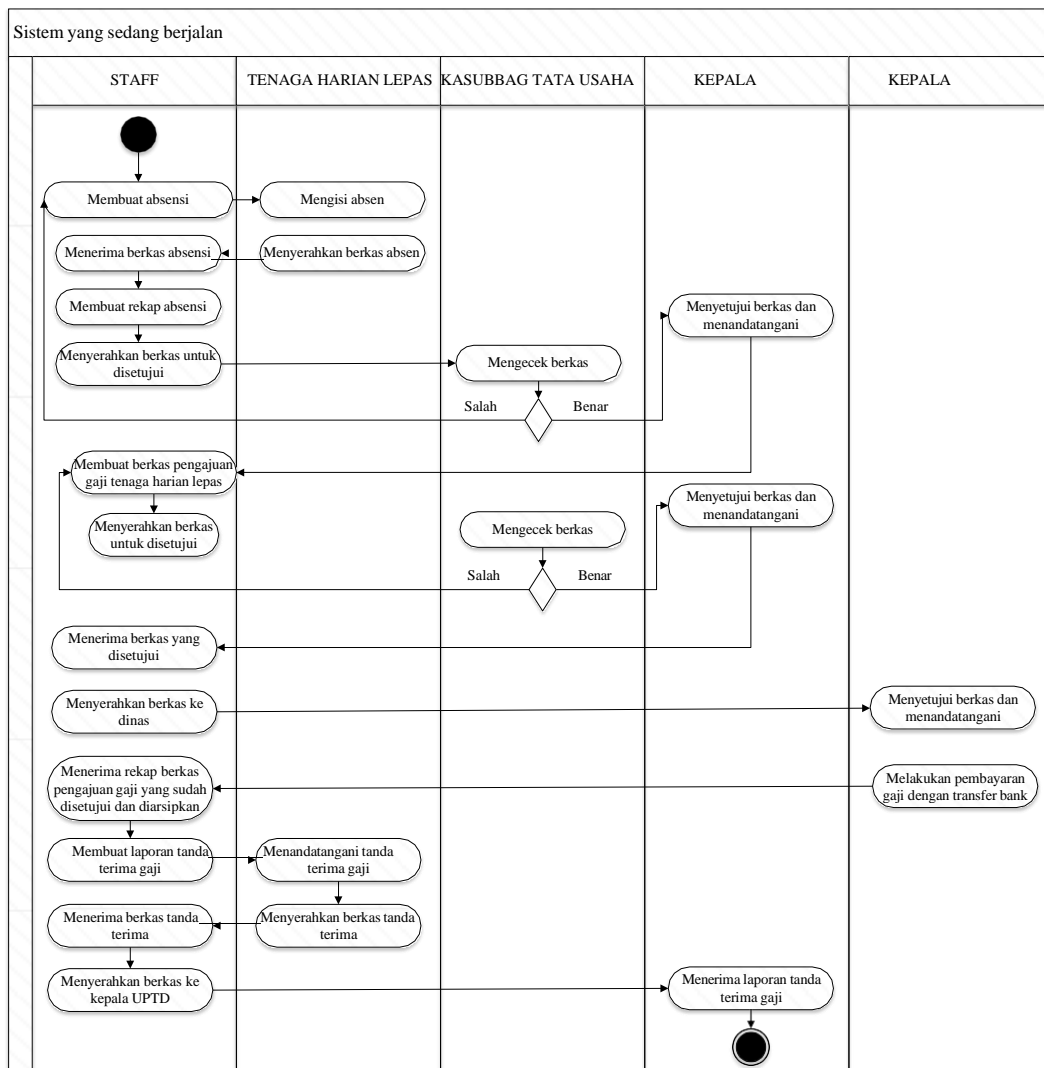 Sistem yang sedang berjalan
STAFF
TENAGA HARIAN LEPAS
KASUBBAG TATA USAHA
KEPALA
KEPALA
Membuat absensi
Mengisi absen
Menerima berkas absensi
Menyerahkan berkas absen
Membuat rekap absensi
Menyetujui berkas dan
menandatangani
Menyerahkan berkas untuk
disetujui
Mengecek berkas
Salah
Benar
Membuat berkas pengajuan
gaji tenaga harian lepas
Menyetujui berkas dan
menandatangani
Menyerahkan berkas
untuk disetujui
Mengecek berkas
Salah
Benar
Menerima berkas yang
disetujui
Menyerahkan berkas ke
dinas
Menyetujui berkas dan
menandatangani
Menerima rekap berkas
pengajuan gaji yang sudah
disetujui dan diarsipkan
Melakukan pembayaran
gaji dengan transfer bank
Membuat laporan tanda
terima gaji
Menandatangani tanda
terima gaji
Menerima berkas tanda
terima
Menyerahkan berkas tanda
terima
Menyerahkan berkas ke
kepala UPTD
Menerima laporan tanda
terima gaji